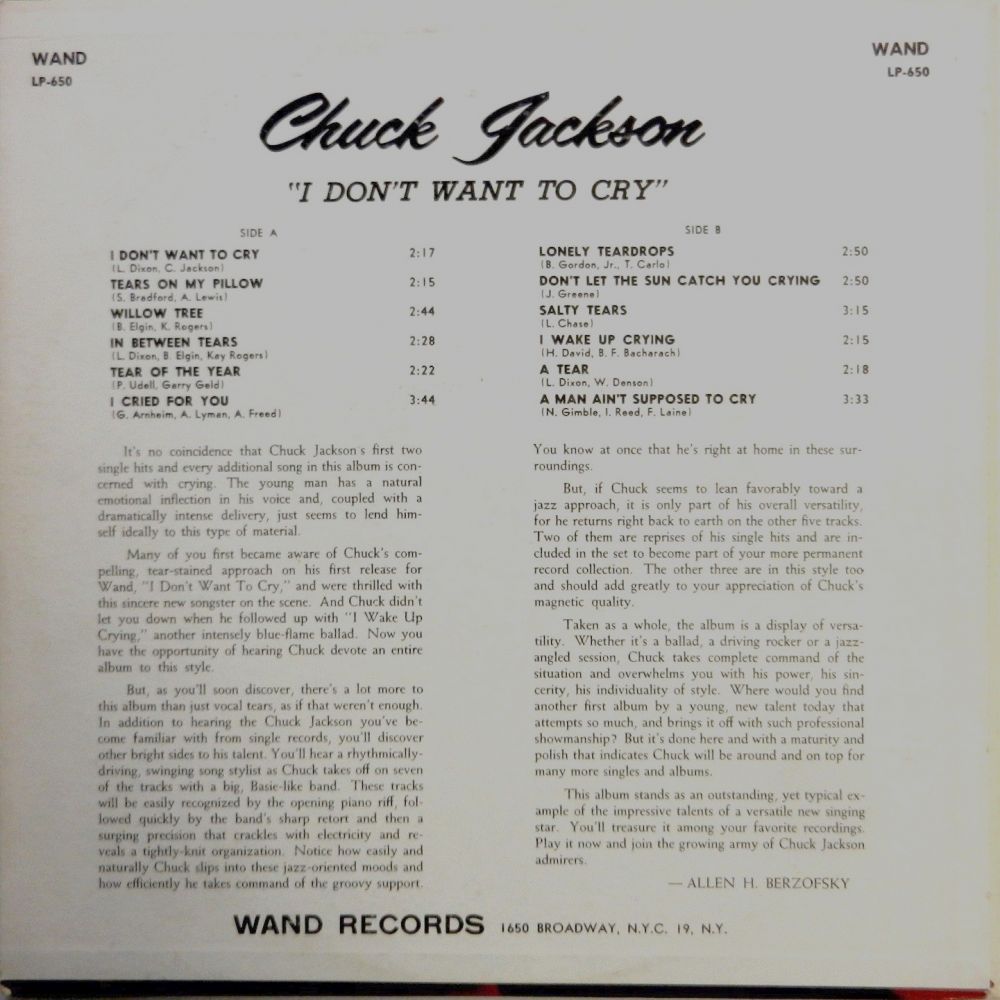 WAND
LP-650
WAND
LP-650
Chuck Jackson
"I DON'T WANT TO CRY"
SIDE A
I DON'T WANT TO CRY 2:17
(L. Dixon, C. Jackson)
TEARS ON MY PILLOW 2:15
(S. Bradford, A. Lewis)
WILLOW TREE 2:44
(B. Elgin, K. Rogers)
IN BETWEEN TEARS 2:28
(L. Dixon, B. Elgin, Kay Rogers)
TEAR OF THE YEAR 2:22
(P. Udell, Garry Geld)
I CRIED FOR YOU 3:44
(G. Arnheim, A. Lyman, A. Freed)
SIDE B
LONELY TEARDROPS 2:50
(B. Gordon, Jr., T. Carlo)
DON'T LET THE SUN CATCH YOU CRYING 2:50
(J. Greene)
SALTY TEARS 3:15
(L. Chase)
I WAKE UP CRYING 2:15
(H. David, B. F. Bacharach)
A TEAR 2:18
(L. Dixon, W. Denson)
A MAN AIN'T SUPPOSED TO CRY 3:33
(N. Gimble, I. Reed, F. Laine)
It's no coincidence that Chuck Jackson's first two
single hits and every additional song in this album is con-
cerned with crying. The young man has a natural
emotional inflection in his voice and, coupled with a
dramatically intense delivery, just seems to lend him-
self ideally to this type of material.
Many of you first became aware of Chuck's com-
pelling, tear-stained approach on his first release for
Wand, "I Don't Want To Cry," and were thrilled with
this sincere new songster on the scene. And Chuck didn't
let you down when he followed up with "I Wake Up
Crying," another intensely blue-flame ballad. Now you
have the opportunity of hearing Chuck devote an entire
album to this style.
But, as you'll soon discover, there's a lot more to
this album than just vocal tears, as if that weren't enough.
In addition to hearing the Chuck Jackson you've be-
come familiar with from single records, you'll discover
other bright sides to his talent. You'll hear a rhythmically-
driving, swinging song stylist as Chuck takes off on seven
of the tracks with a big, Basie-like band. These tracks
will be easily recognized by the opening piano riff, fol-
lowed quickly by the band's sharp retort and then a
surging precision that crackles with electricity and re-
veals a tightly-knit organization. Notice how easily and
naturally Chuck slips into these jazz-oriented moods and
how efficiently he takes command of the groovy support.
You know at once that he's right at home in these sur-
roundings.
But, if Chuck seems to lean favorably toward a
jazz approach, it is only part of his overall versatility,
for he returns right back to earth on the other five tracks.
Two of them are reprises of his single hits and are in-
cluded in the set to become part of your more permanent
record collection. The other three are in this style too
and should add greatly to your appreciation of Chuck's
magnetic quality.
Taken as a whole, the album is a display of versa-
tility. Whether it's a ballad, a driving rocker or a jazz-
angled session, Chuck takes complete command of the
situation and overwhelms you with his power, his sin-
cerity, his individuality of style. Where would you find
another first album by a young, new talent today that
attempts so much, and brings it off with such professional
showmanship? But it's done here and with a maturity and
polish that indicates Chuck will be around and on top for
many more singles and albums.
This album stands as an outstanding, yet typical ex-
ample of the impressive talents of a versatile new singing
star. You'll treasure it among your favorite recordings.
Play it now and join the growing army of Chuck Jackson
admirers.
— ALLEN H. BERZOFSKY
WAND RECORDS 1650 BROADWAY, N.Y.C. 19, N.Y.